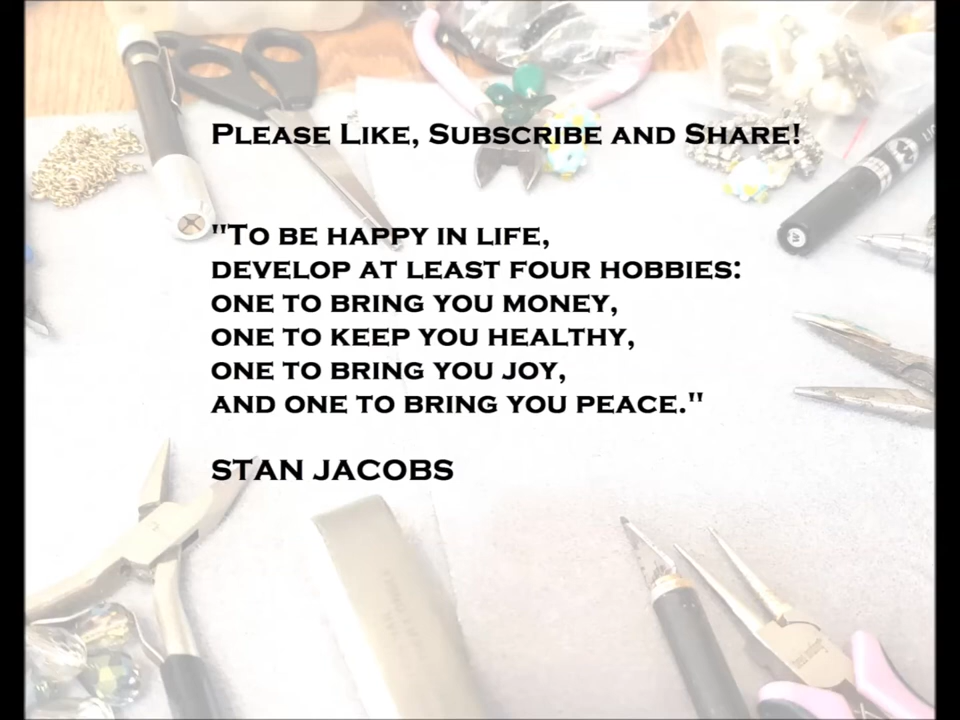 Please Like, Subscribe and Share!
"To be happy in life,
develop at least four hobbies:
one to bring you money,
one to keep you healthy,
one to bring you joy,
and one to bring you peace."
STAN JACOBS
W